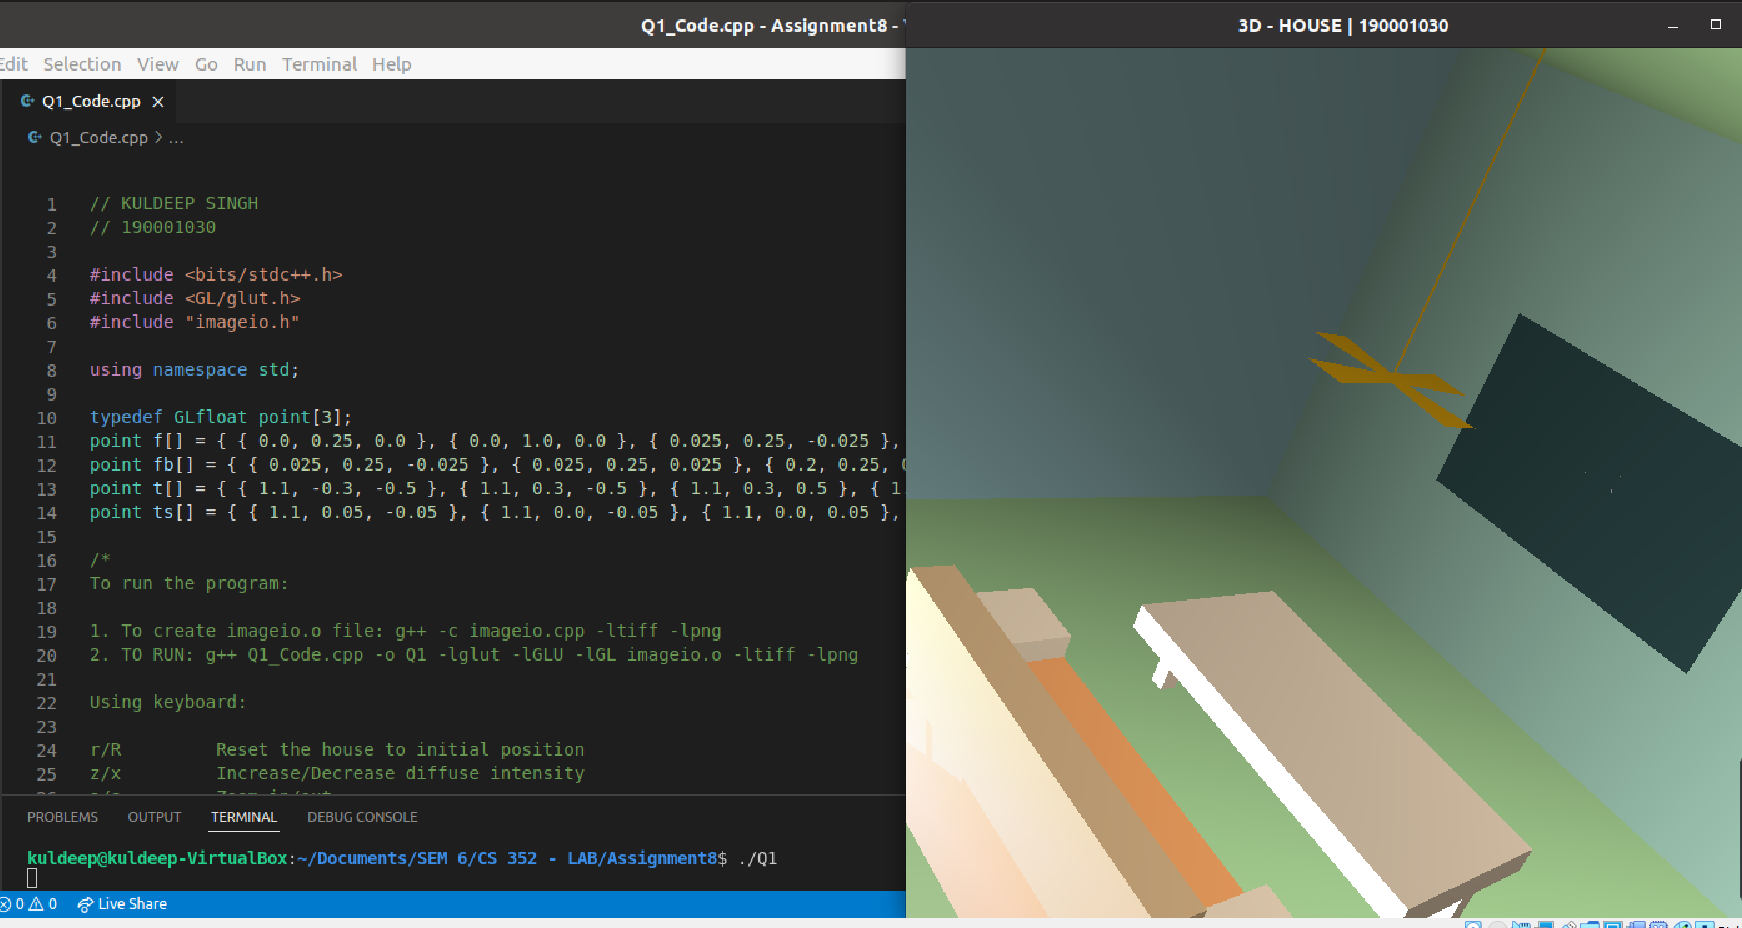 Q1_Code.cpp - Assignment8 -
3D - HOUSE | 190001030
Edit Selection View Go Run Terminal Help
Q1_Code.cpp
Q1_Code.cpp > ...
1 // KULDEEP SINGH
2 // 190001030
3
4 #include <bits/stdc++.h>
5 #include <GL/glut.h>
6 #include "imageio.h"
7
8 using namespace std;
9
10 typedef GLfloat point[3];
11 point f[] = { { 0.0, 0.25, 0.0 }, { 0.0, 1.0, 0.0 }, { 0.025, 0.25, -0.025 },
12 point fb[] = { { 0.025, 0.25, -0.025 }, { 0.025, 0.25, 0.025 }, { 0.2, 0.25,
13 point t[] = { { 1.1, -0.3, -0.5 }, { 1.1, 0.3, -0.5 }, { 1.1, 0.3, 0.5 }, { 1.
14 point ts[] = { { 1.1, 0.05, -0.05 }, { 1.1, 0.0, -0.05 }, { 1.1, 0.0, 0.05 },
15
16 /*
17 To run the program:
18
19 1. To create imageio.o file: g++ -c imageio.cpp -ltiff -lpng
20 2. TO RUN: g++ Q1_Code.cpp -o Q1 -lglut -lGLU -lGL imageio.o -ltiff -lpng
21
22 Using keyboard:
23
24 r/R Reset the house to initial position
25 z/x Increase/Decrease diffuse intensity
PROBLEMS OUTPUT TERMINAL DEBUG CONSOLE
kuldeep@kuldeep-VirtualBox:~/Documents/SEM 6/CS 352 - LAB/Assignment8$ ./Q1
0 0 Live Share